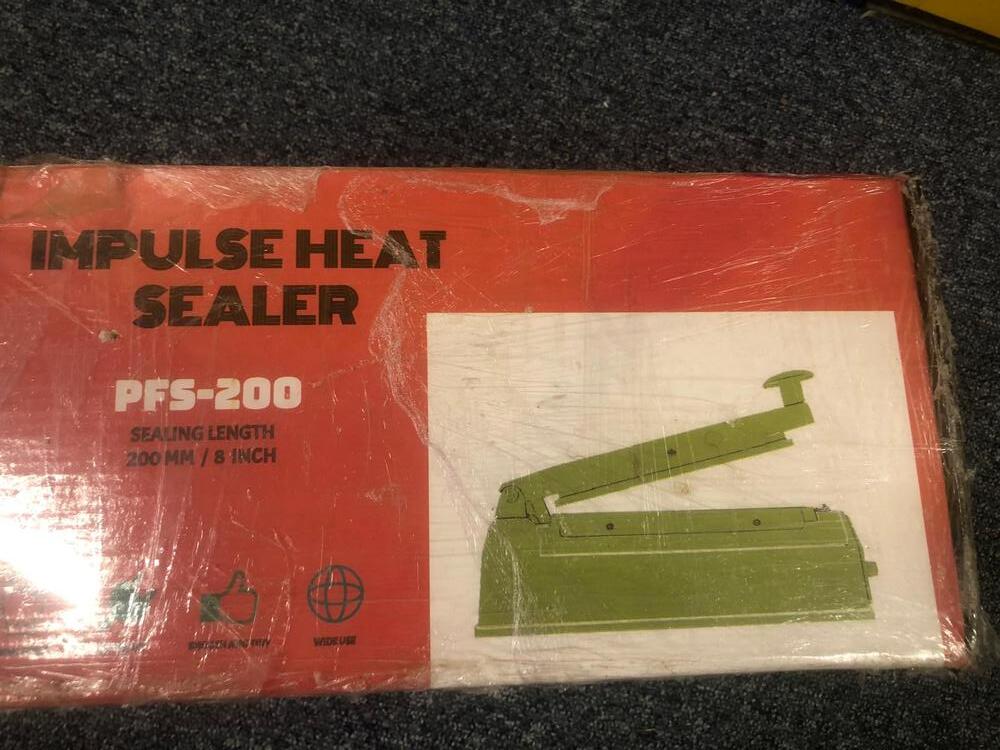 IMPULSE HEAT
SEALER
PFS-200
SEALING LENGTH
200 MM / 8 INCH
WIDE USE